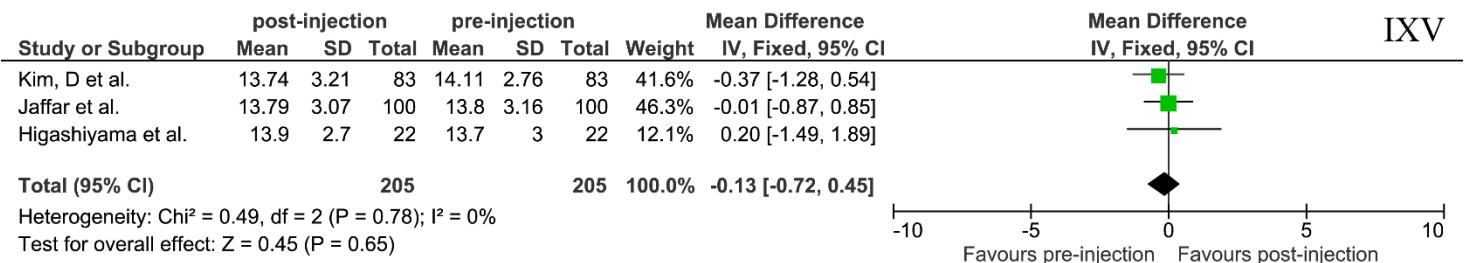 post-injection pre-injection Mean Difference Mean Difference IXV
Study or Subgroup Mean SD Total Mean SD Total Weight IV, Fixed, 95% CI IV, Fixed, 95% CI
Kim, D et al. 13.74 3.21 83 14.11 2.76 83 41.6% -0.37 [-1.28, 0.54]
Jaffar et al. 13.79 3.07 100 13.8 3.16 100 46.3% -0.01 [-0.87, 0.85]
Higashiyama et al. 13.9 2.7 22 13.7 3 22 12.1% 0.20 [-1.49, 1.89]
Total (95% CI) 205 205 100.0% -0.13 [-0.72, 0.45]
Heterogeneity: Chi² = 0.49, df = 2 (P = 0.78); I² = 0%
Test for overall effect: Z = 0.45 (P = 0.65)
-10 -5 0 5 10
Favours pre-injection Favours post-injection